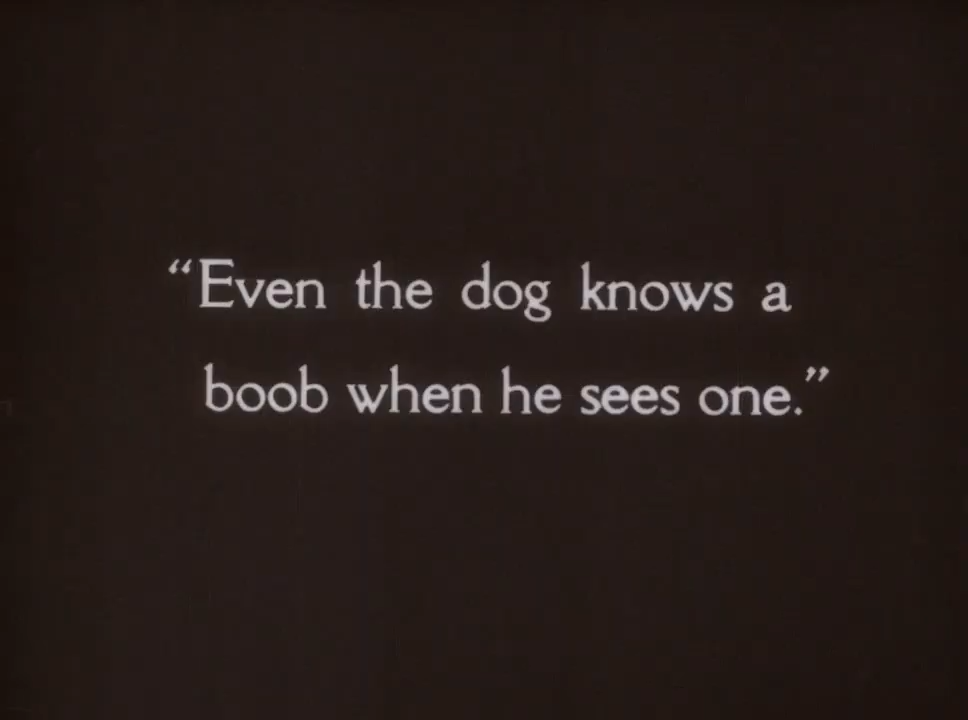 “Even the dog knows a
boob when he sees one.”